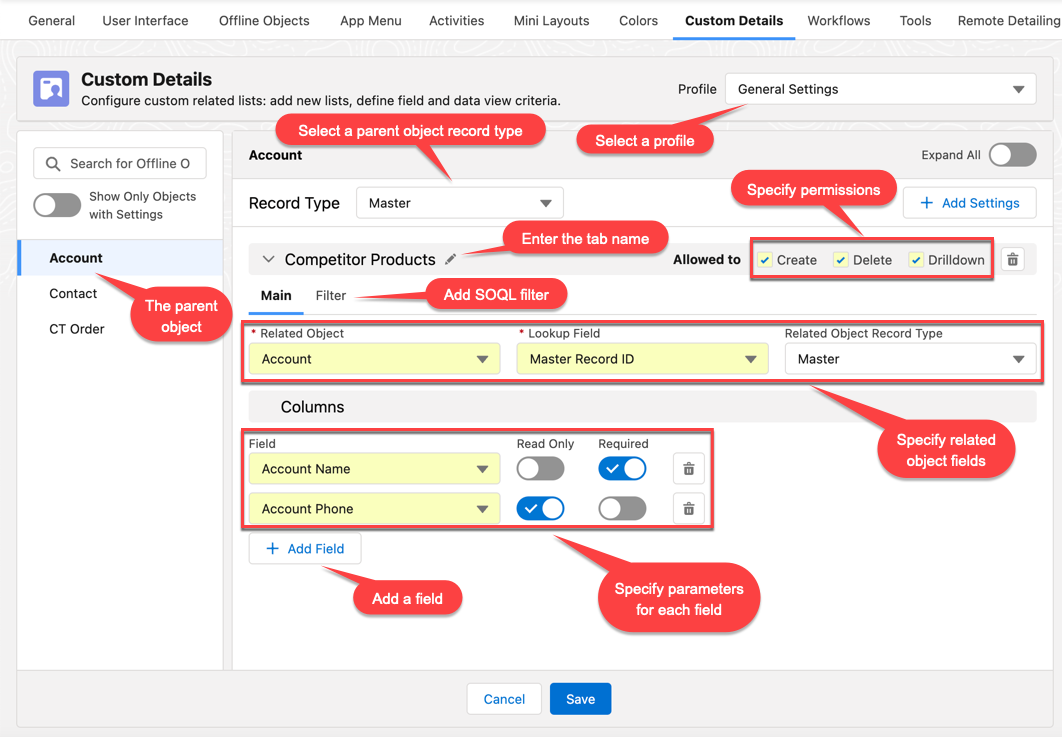 General User Interface Offline Objects App Menu Activities Mini Layouts Colors Custom Details Workflows Tools Remote Detailing
Custom Details
Configure custom related lists: add new lists, define field and data view criteria.
Profile General Settings
Select a parent object record type
Select a profile
Search for Offline O
Show Only Objects
with Settings
Account
Contact
CT Order
The parent
object
Account
Expand All
Record Type Master
Specify permissions
+ Add Settings
Enter the tab name
Competitor Products
Allowed to Create Delete Drilldown
Main Filter
Add SOQL filter
* Related Object * Lookup Field Related Object Record Type
Account Master Record ID Master
Columns
Specify related
object fields
Field Read Only Required
Account Name
Account Phone
+ Add Field
Add a field
Specify parameters
for each field
Cancel Save